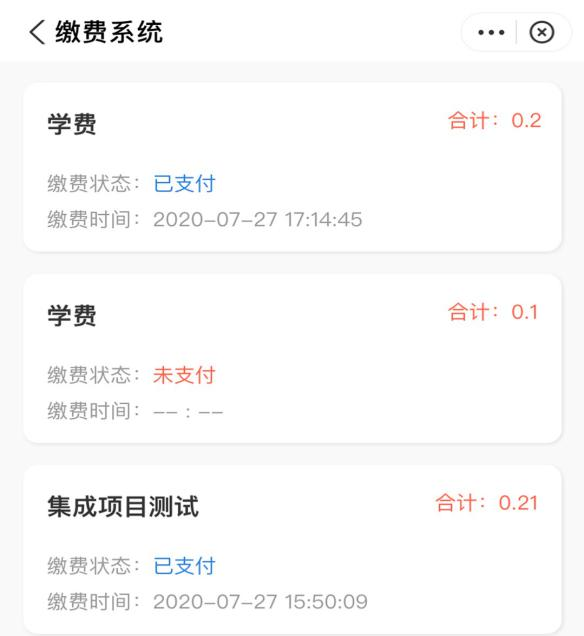 缴费系统
学费
合计：0.2
缴费状态：已支付
缴费时间：2020-07-27 17:14:45
学费
合计：0.1
缴费状态：未支付
缴费时间：-- : --
集成项目测试
合计：0.21
缴费状态：已支付
缴费时间：2020-07-27 15:50:09